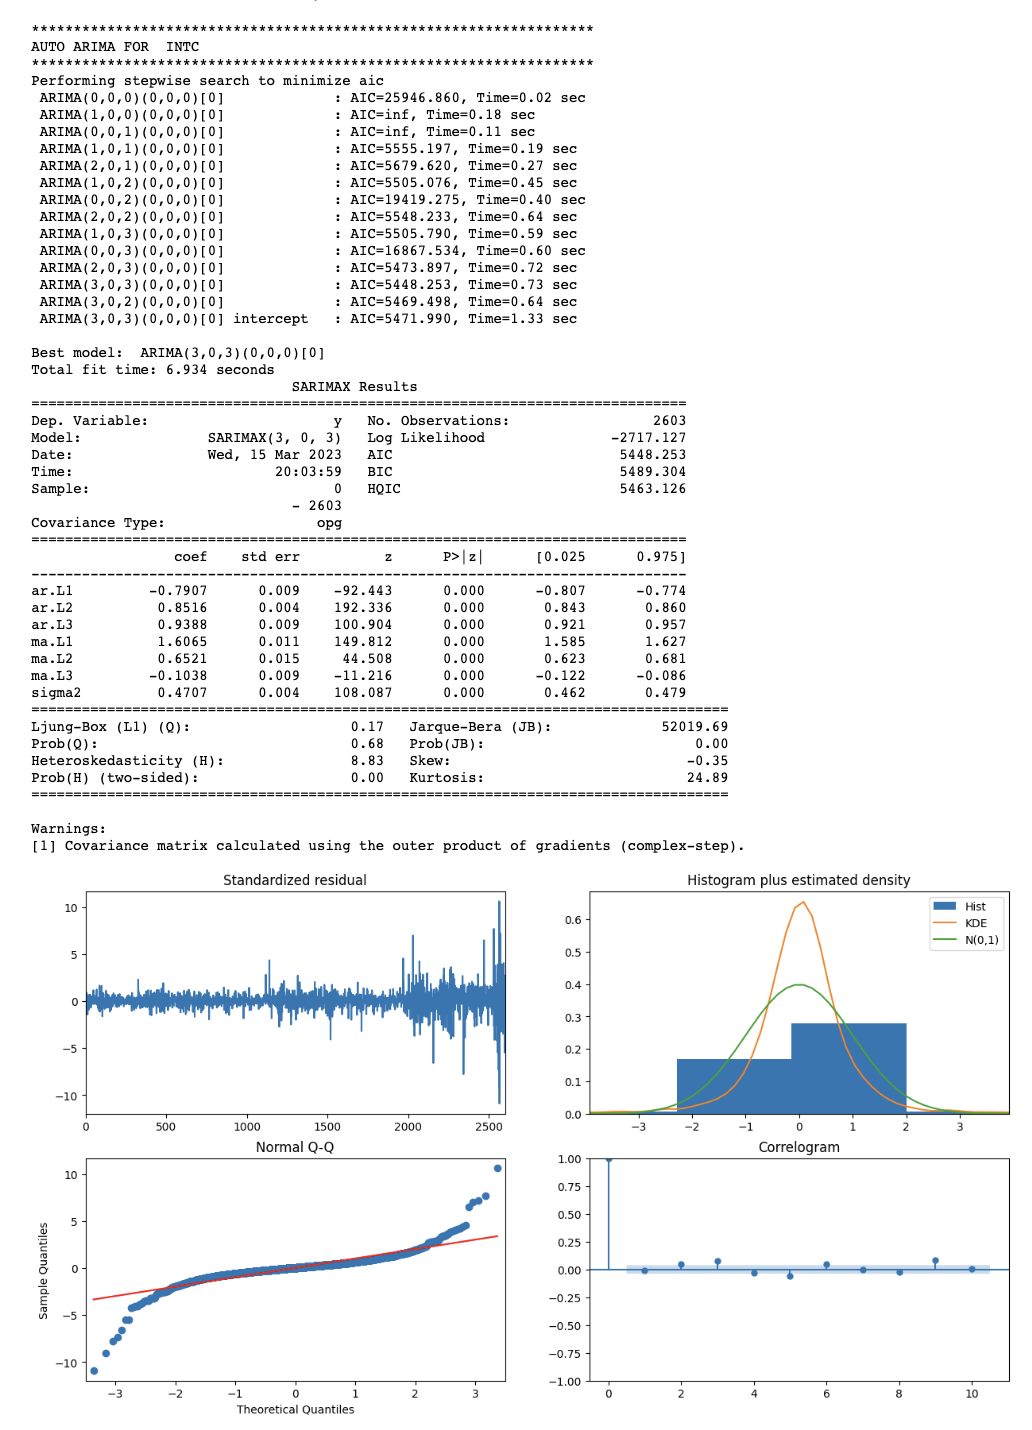 ******************************************************************* 
AUTO ARIMA FOR  INTC
*******************************************************************
Performing stepwise search to minimize aic
 ARIMA(0,0,0)(0,0,0)[0]             : AIC=25946.860, Time=0.02 sec
 ARIMA(1,0,0)(0,0,0)[0]             : AIC=inf, Time=0.18 sec
 ARIMA(0,0,1)(0,0,0)[0]             : AIC=inf, Time=0.11 sec
 ARIMA(1,0,1)(0,0,0)[0]             : AIC=5555.197, Time=0.19 sec
 ARIMA(2,0,1)(0,0,0)[0]             : AIC=5679.620, Time=0.27 sec
 ARIMA(1,0,2)(0,0,0)[0]             : AIC=5505.076, Time=0.45 sec
 ARIMA(0,0,2)(0,0,0)[0]             : AIC=19419.275, Time=0.40 sec
 ARIMA(2,0,2)(0,0,0)[0]             : AIC=5548.233, Time=0.64 sec
 ARIMA(1,0,3)(0,0,0)[0]             : AIC=5505.790, Time=0.59 sec
 ARIMA(0,0,3)(0,0,0)[0]             : AIC=16867.534, Time=0.60 sec
 ARIMA(2,0,3)(0,0,0)[0]             : AIC=5473.897, Time=0.72 sec
 ARIMA(3,0,3)(0,0,0)[0]             : AIC=5448.253, Time=0.73 sec
 ARIMA(3,0,2)(0,0,0)[0]             : AIC=5469.498, Time=0.64 sec
 ARIMA(3,0,3)(0,0,0)[0] intercept   : AIC=5471.990, Time=1.33 sec
Best model:  ARIMA(3,0,3)(0,0,0)[0]
Total fit time: 6.934 seconds
                               SARIMAX Results
==============================================================================
Dep. Variable:                      y   No. Observations:                 2603
Model:               SARIMAX(3, 0, 3)   Log Likelihood               -2717.127
Date:                Wed, 15 Mar 2023   AIC                           5448.253
Time:                        20:03:59   BIC                           5489.304
Sample:                             0   HQIC                          5463.126
                               - 2603
Covariance Type:                  opg
==============================================================================
                 coef    std err          z      P>|z|      [0.025      0.975]
------------------------------------------------------------------------------
ar.L1         -0.7907      0.009    -92.443      0.000      -0.807      -0.774
ar.L2          0.8516      0.004    192.336      0.000       0.843       0.860
ar.L3          0.9388      0.009    100.904      0.000       0.921       0.957
ma.L1          1.6065      0.011    149.812      0.000       1.585       1.627
ma.L2          0.6521      0.015     44.508      0.000       0.623       0.681
ma.L3         -0.1038      0.009    -11.216      0.000      -0.122      -0.086
sigma2         0.4707      0.004    108.087      0.000       0.462       0.479
===================================================================================
Ljung-Box (L1) (Q):                   0.17   Jarque-Bera (JB):             52019.69
Prob(Q):                              0.68   Prob(JB):                         0.00
Heteroskedasticity (H):               8.83   Skew:                            -0.35
Prob(H) (two-sided):                  0.00   Kurtosis:                        24.89
===================================================================================
Warnings:
[1] Covariance matrix calculated using the outer product of gradients (complex-step).
Standardized residual
10
5
0
−5
−10
0 500 1000 1500 2000 2500
Histogram plus estimated density
Hist
KDE
N(0,1)
0.6
0.5
0.4
0.3
0.2
0.1
0.0
−3 −2 −1 0 1 2 3
Normal Q-Q
Sample Quantiles
10
5
0
−5
−10
−3 −2 −1 0 1 2 3
Theoretical Quantiles
Correlogram
1.00
0.75
0.50
0.25
0.00
−0.25
−0.50
−0.75
−1.00
0 2 4 6 8 10